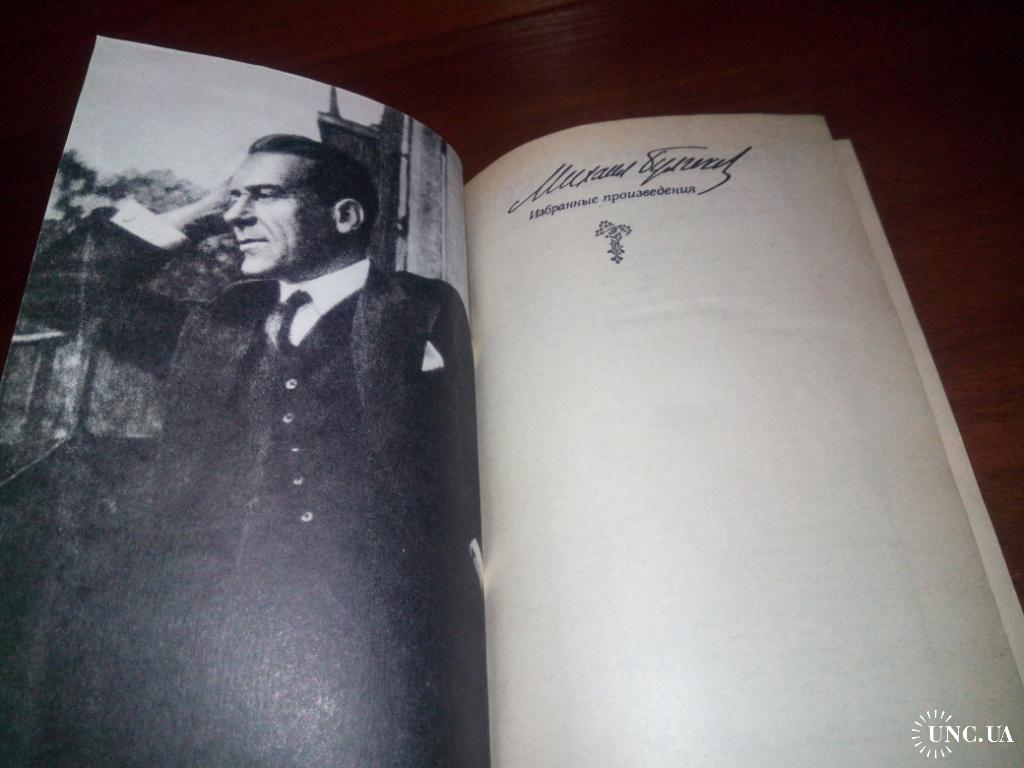 Михаил Булгаков
Избранные произведения
UNC.UA